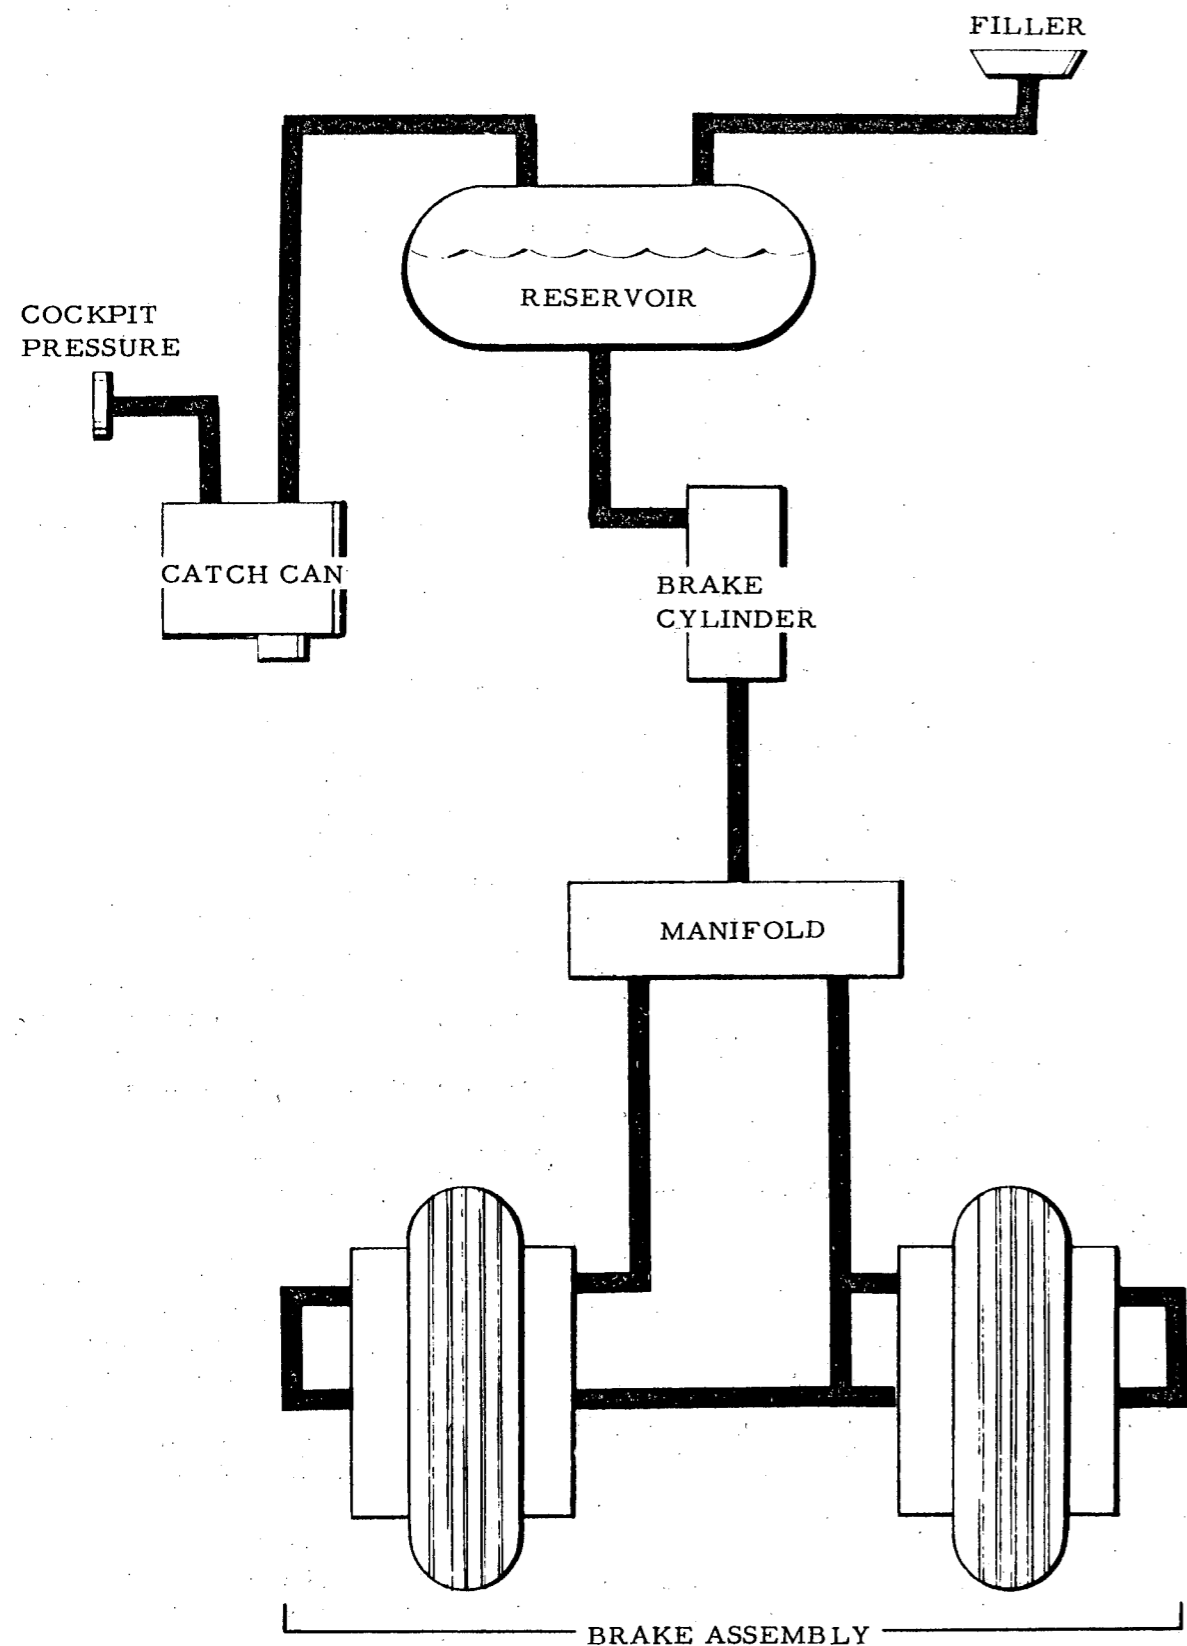 FILLER
RESERVOIR
COCKPIT
PRESSURE
CATCH CAN
BRAKE
CYLINDER
MANIFOLD
BRAKE ASSEMBLY